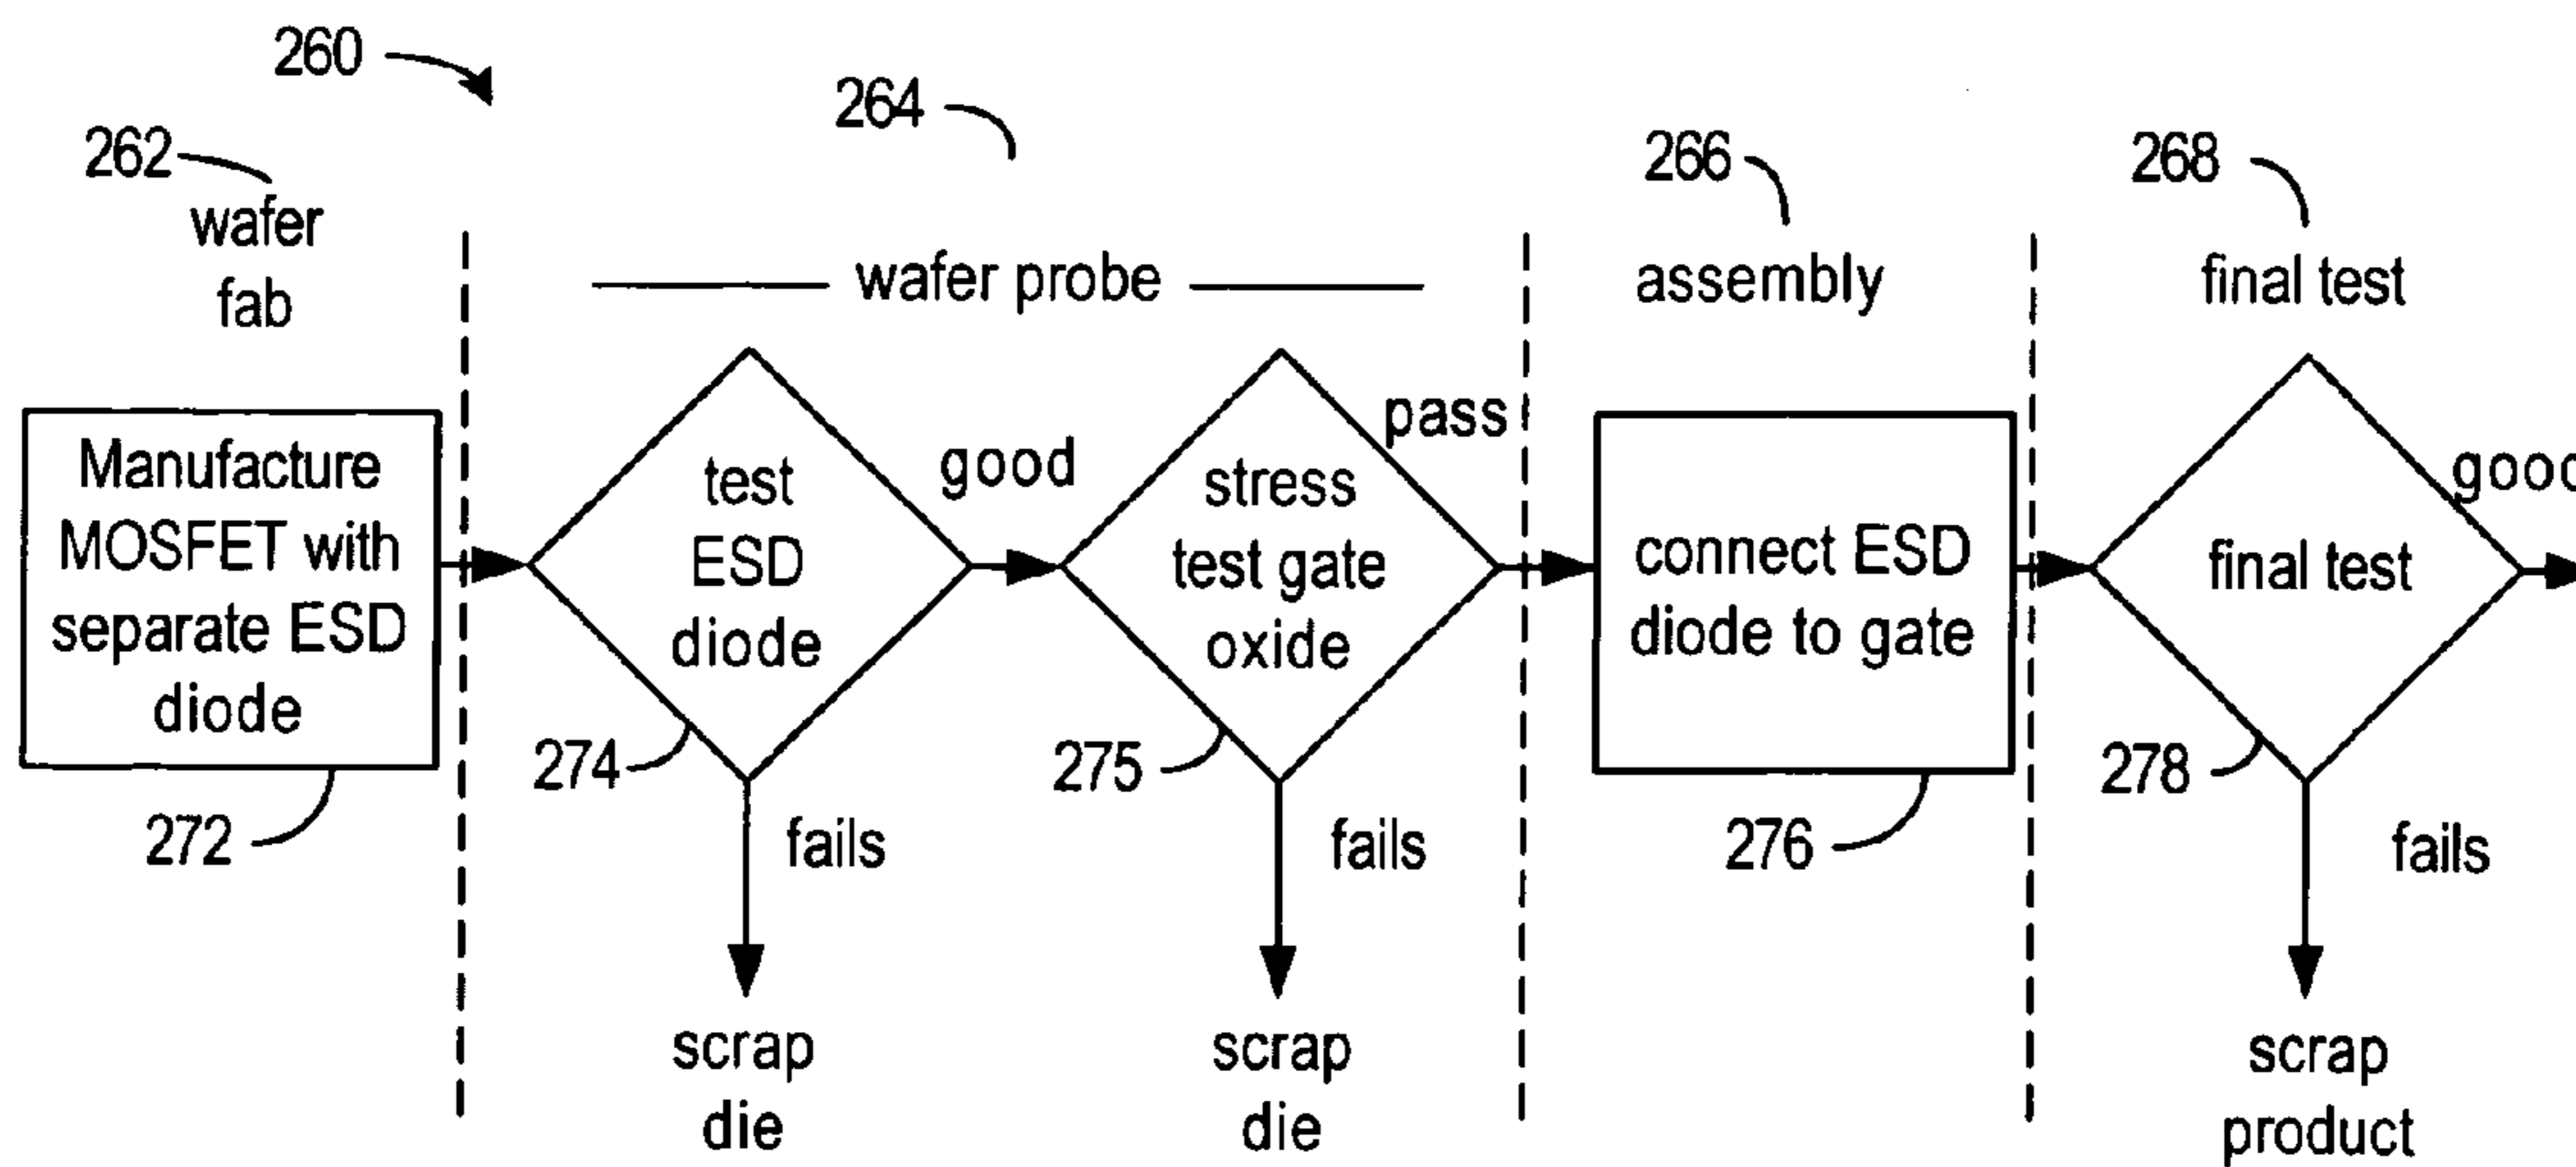 260
264
262
266
268
wafer
fab
wafer probe
assembly
final test
Manufacture
MOSFET with
separate ESD
diode
272
test
ESD
diode
274
good
fails
scrap
die
stress
test gate
oxide
275
pass
fails
scrap
die
connect ESD
diode to gate
276
final test
278
good
fails
scrap
product